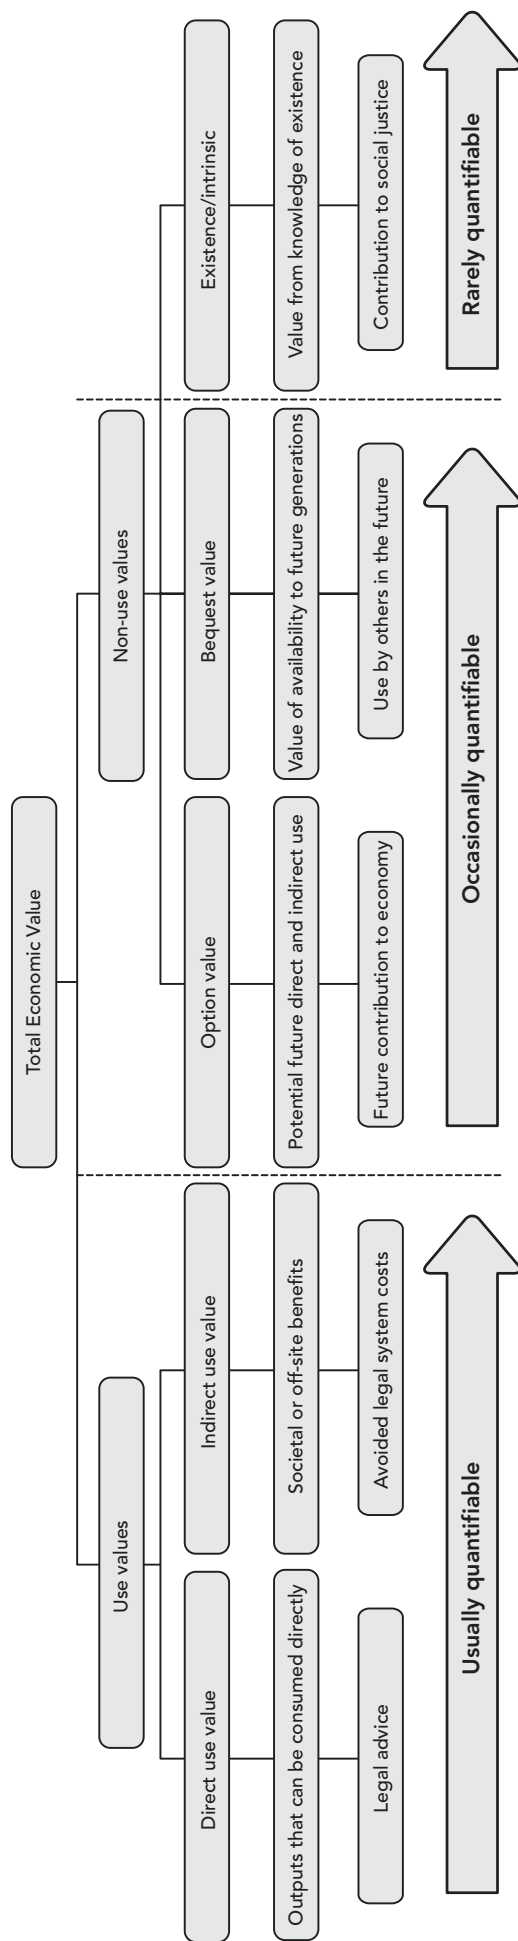 Total Economic Value
Use values
Non-use values
Direct use value
Indirect use value
Option value
Bequest value
Existence/intrinsic
Outputs that can be consumed directly
Societal or off-site benefits
Potential future direct and indirect use
Value of availability to future generations
Value from knowledge of existence
Legal advice
Avoided legal system costs
Future contribution to economy
Use by others in the future
Contribution to social justice
Usually quantifiable
Occasionally quantifiable
Rarely quantifiable